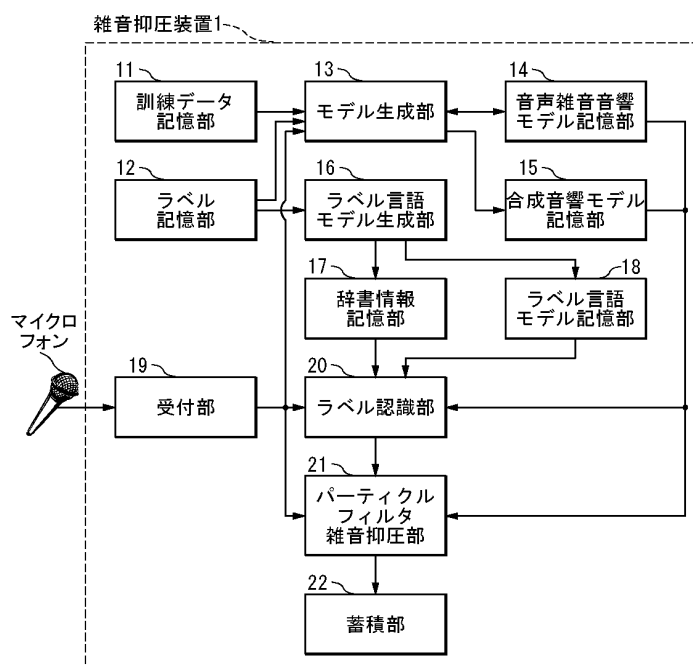 雑音抑圧装置1
11
訓練データ
記憶部
13
モデル生成部
14
音声雑音音響
モデル記憶部
12
ラベル
記憶部
16
ラベル言語
モデル生成部
15
合成音響モデル
記憶部
17
辞書情報
記憶部
18
ラベル言語
モデル記憶部
マイクロ
フォン
19
受付部
20
ラベル認識部
21
パーティクル
フィルタ
雑音抑圧部
22
蓄積部